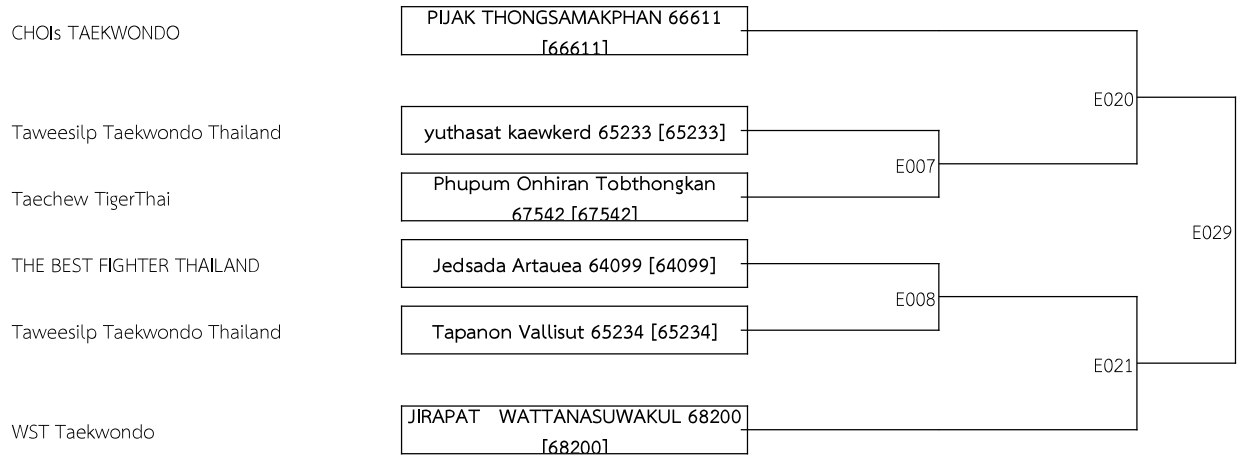 CHOIs TAEKWONDO
PIJAK THONGSAMAKPHAN 66611
[66611]
E020
Taweesilp Taekwondo Thailand
yuthasat kaewkerd 65233 [65233]
E007
Taechew TigerThai
Phupum Onhiran Tobthongkan
67542 [67542]
E029
THE BEST FIGHTER THAILAND
Jedsada Artauea 64099 [64099]
E008
Taweesilp Taekwondo Thailand
Tapanon Vallisut 65234 [65234]
E021
WST Taekwondo
JIRAPAT WATTANASUWAKUL 68200
[68200]